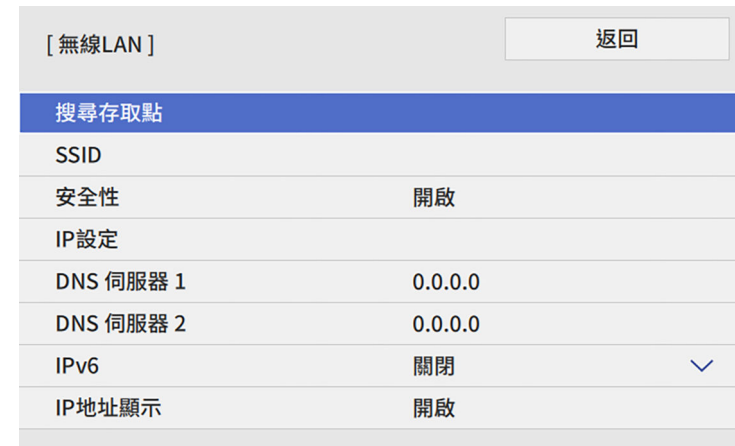 [ 無線LAN ]
返回
搜尋存取點
SSID
安全性 開啟
IP設定
DNS 伺服器 1 0.0.0.0
DNS 伺服器 2 0.0.0.0
IPv6 關閉
IP地址顯示 開啟